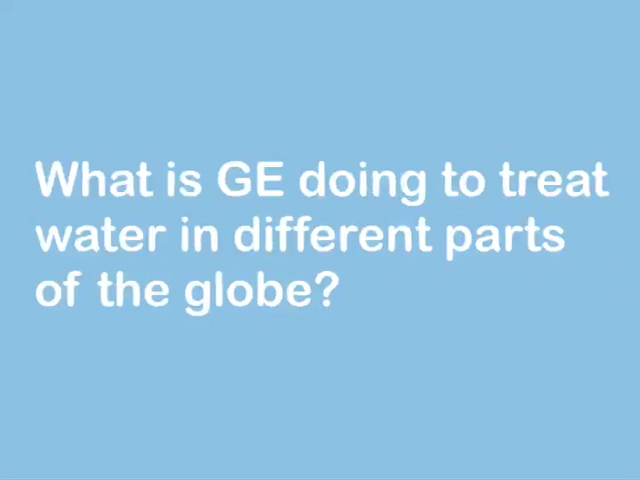 What is GE doing to treat
water in different parts
of the globe?